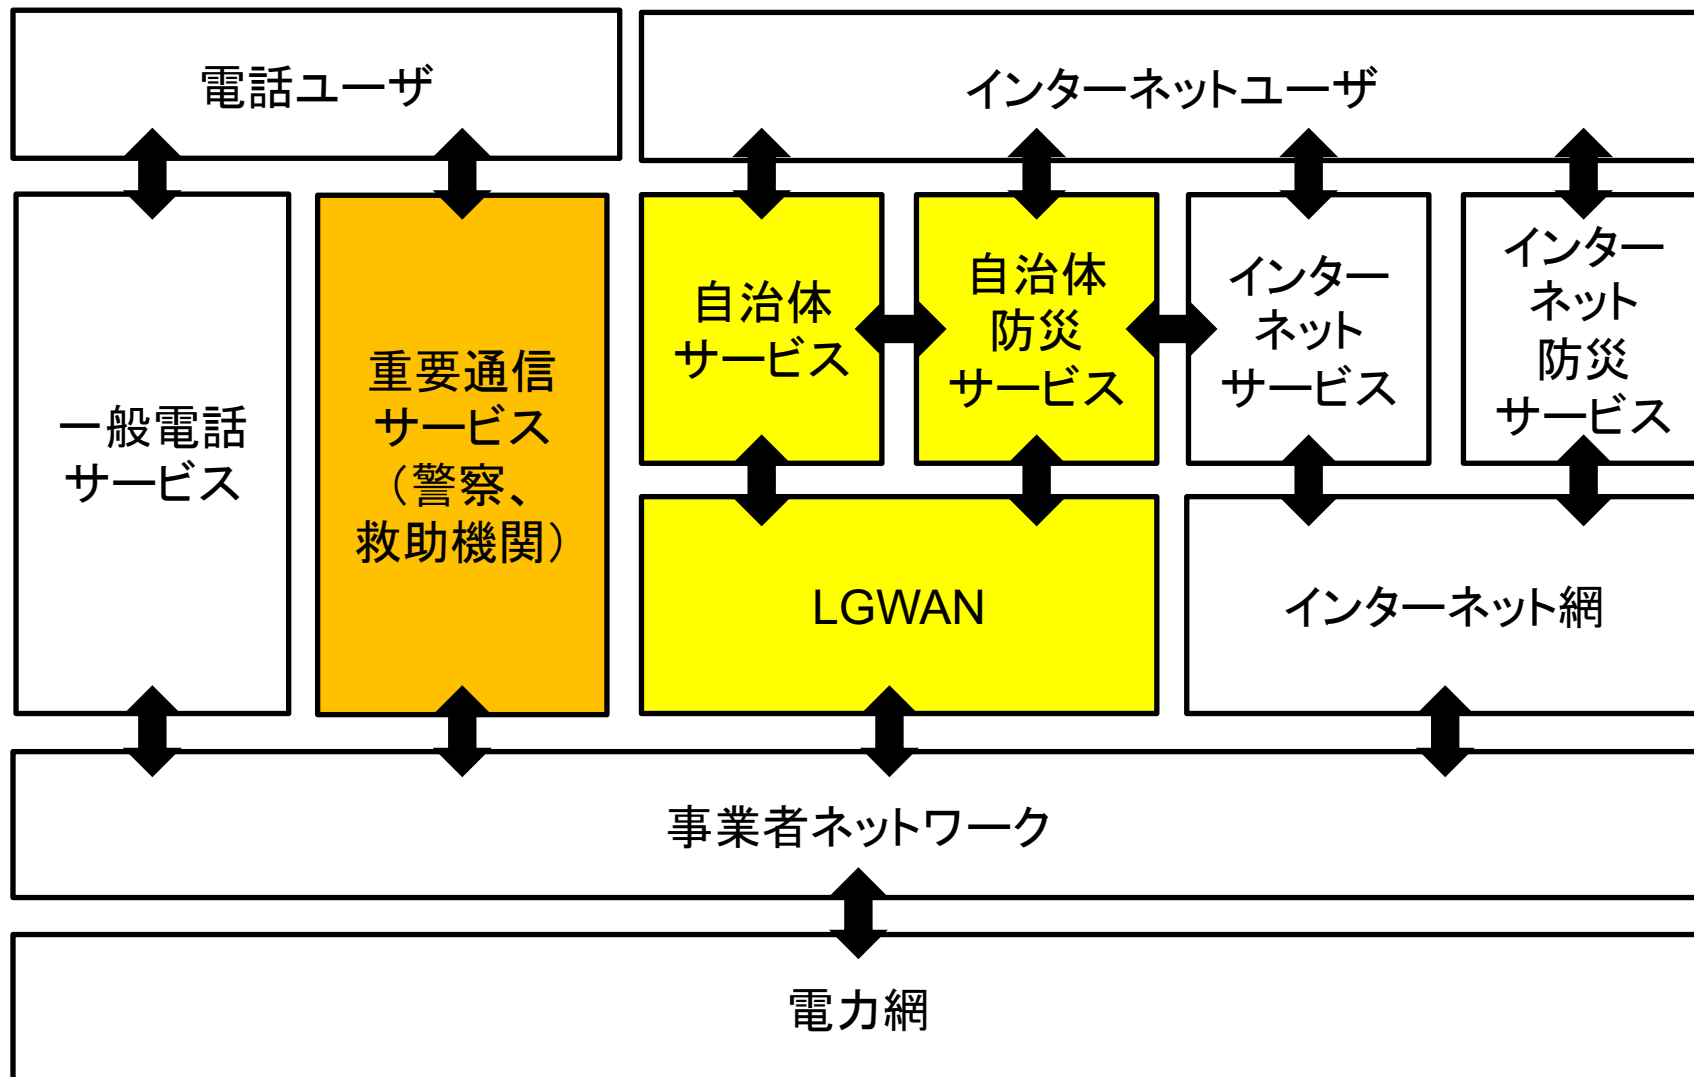 電話ユーザ
インターネットユーザ
一般電話
サービス
重要通信
サービス
（警察、
救助機関）
自治体
サービス
自治体
防災
サービス
インター
ネット
サービス
インター
ネット
防災
サービス
LGWAN
インターネット網
事業者ネットワーク
電力網